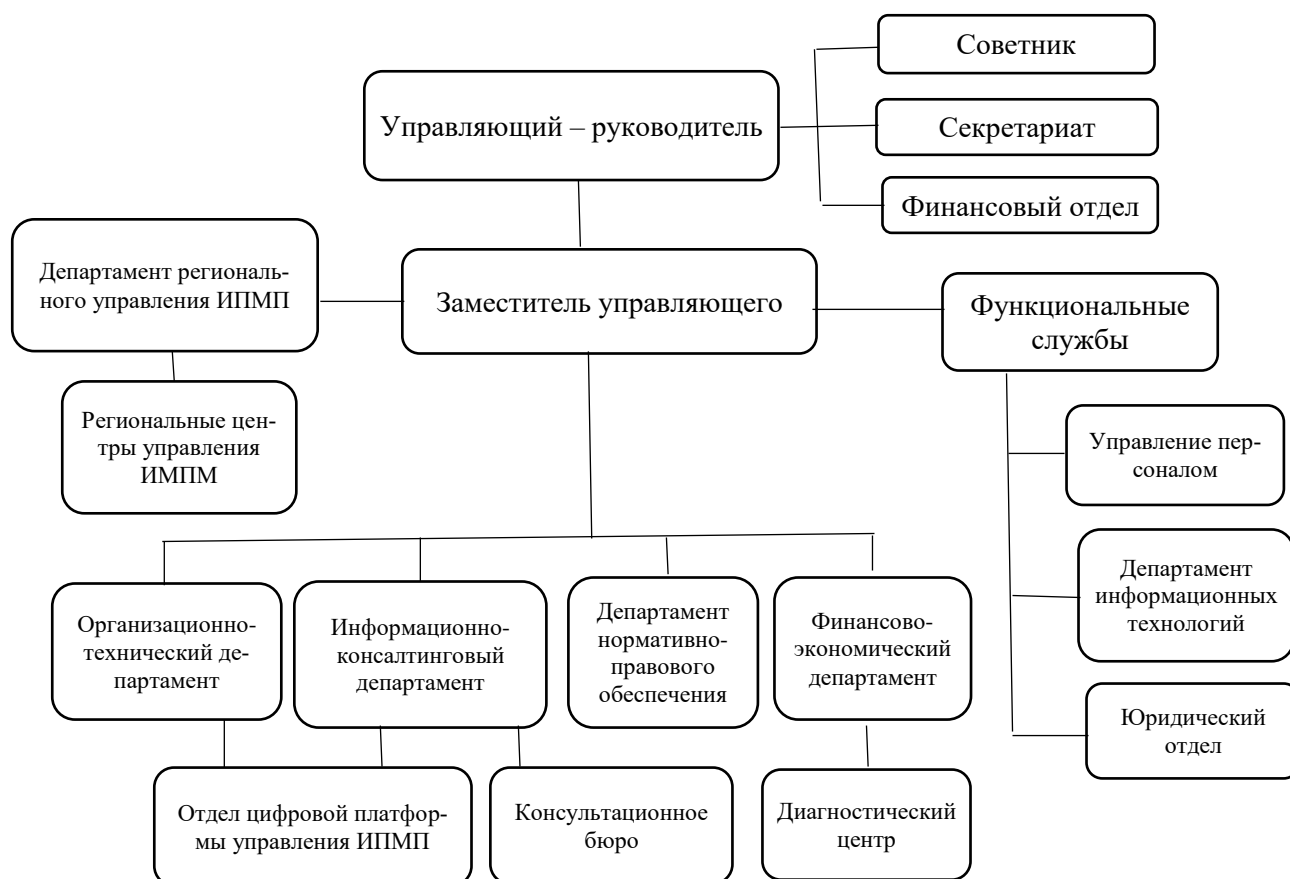 Советник
Управляющий – руководитель
Секретариат
Финансовый отдел
Департамент региональ-
ного управления ИПМП
Заместитель управляющего
Функциональные
службы
Региональные цен-
тры управления
ИМПМ
Управление пер-
соналом
Департамент
информационных
технологий
Юридический
отдел
Организационно-
технический де-
партамент
Информационно-
консалтинговый
департамент
Департамент
нормативно-
правового
обеспечения
Финансово-
экономический
департамент
Отдел цифровой платфор-
мы управления ИПМП
Консультационное
бюро
Диагностический
центр